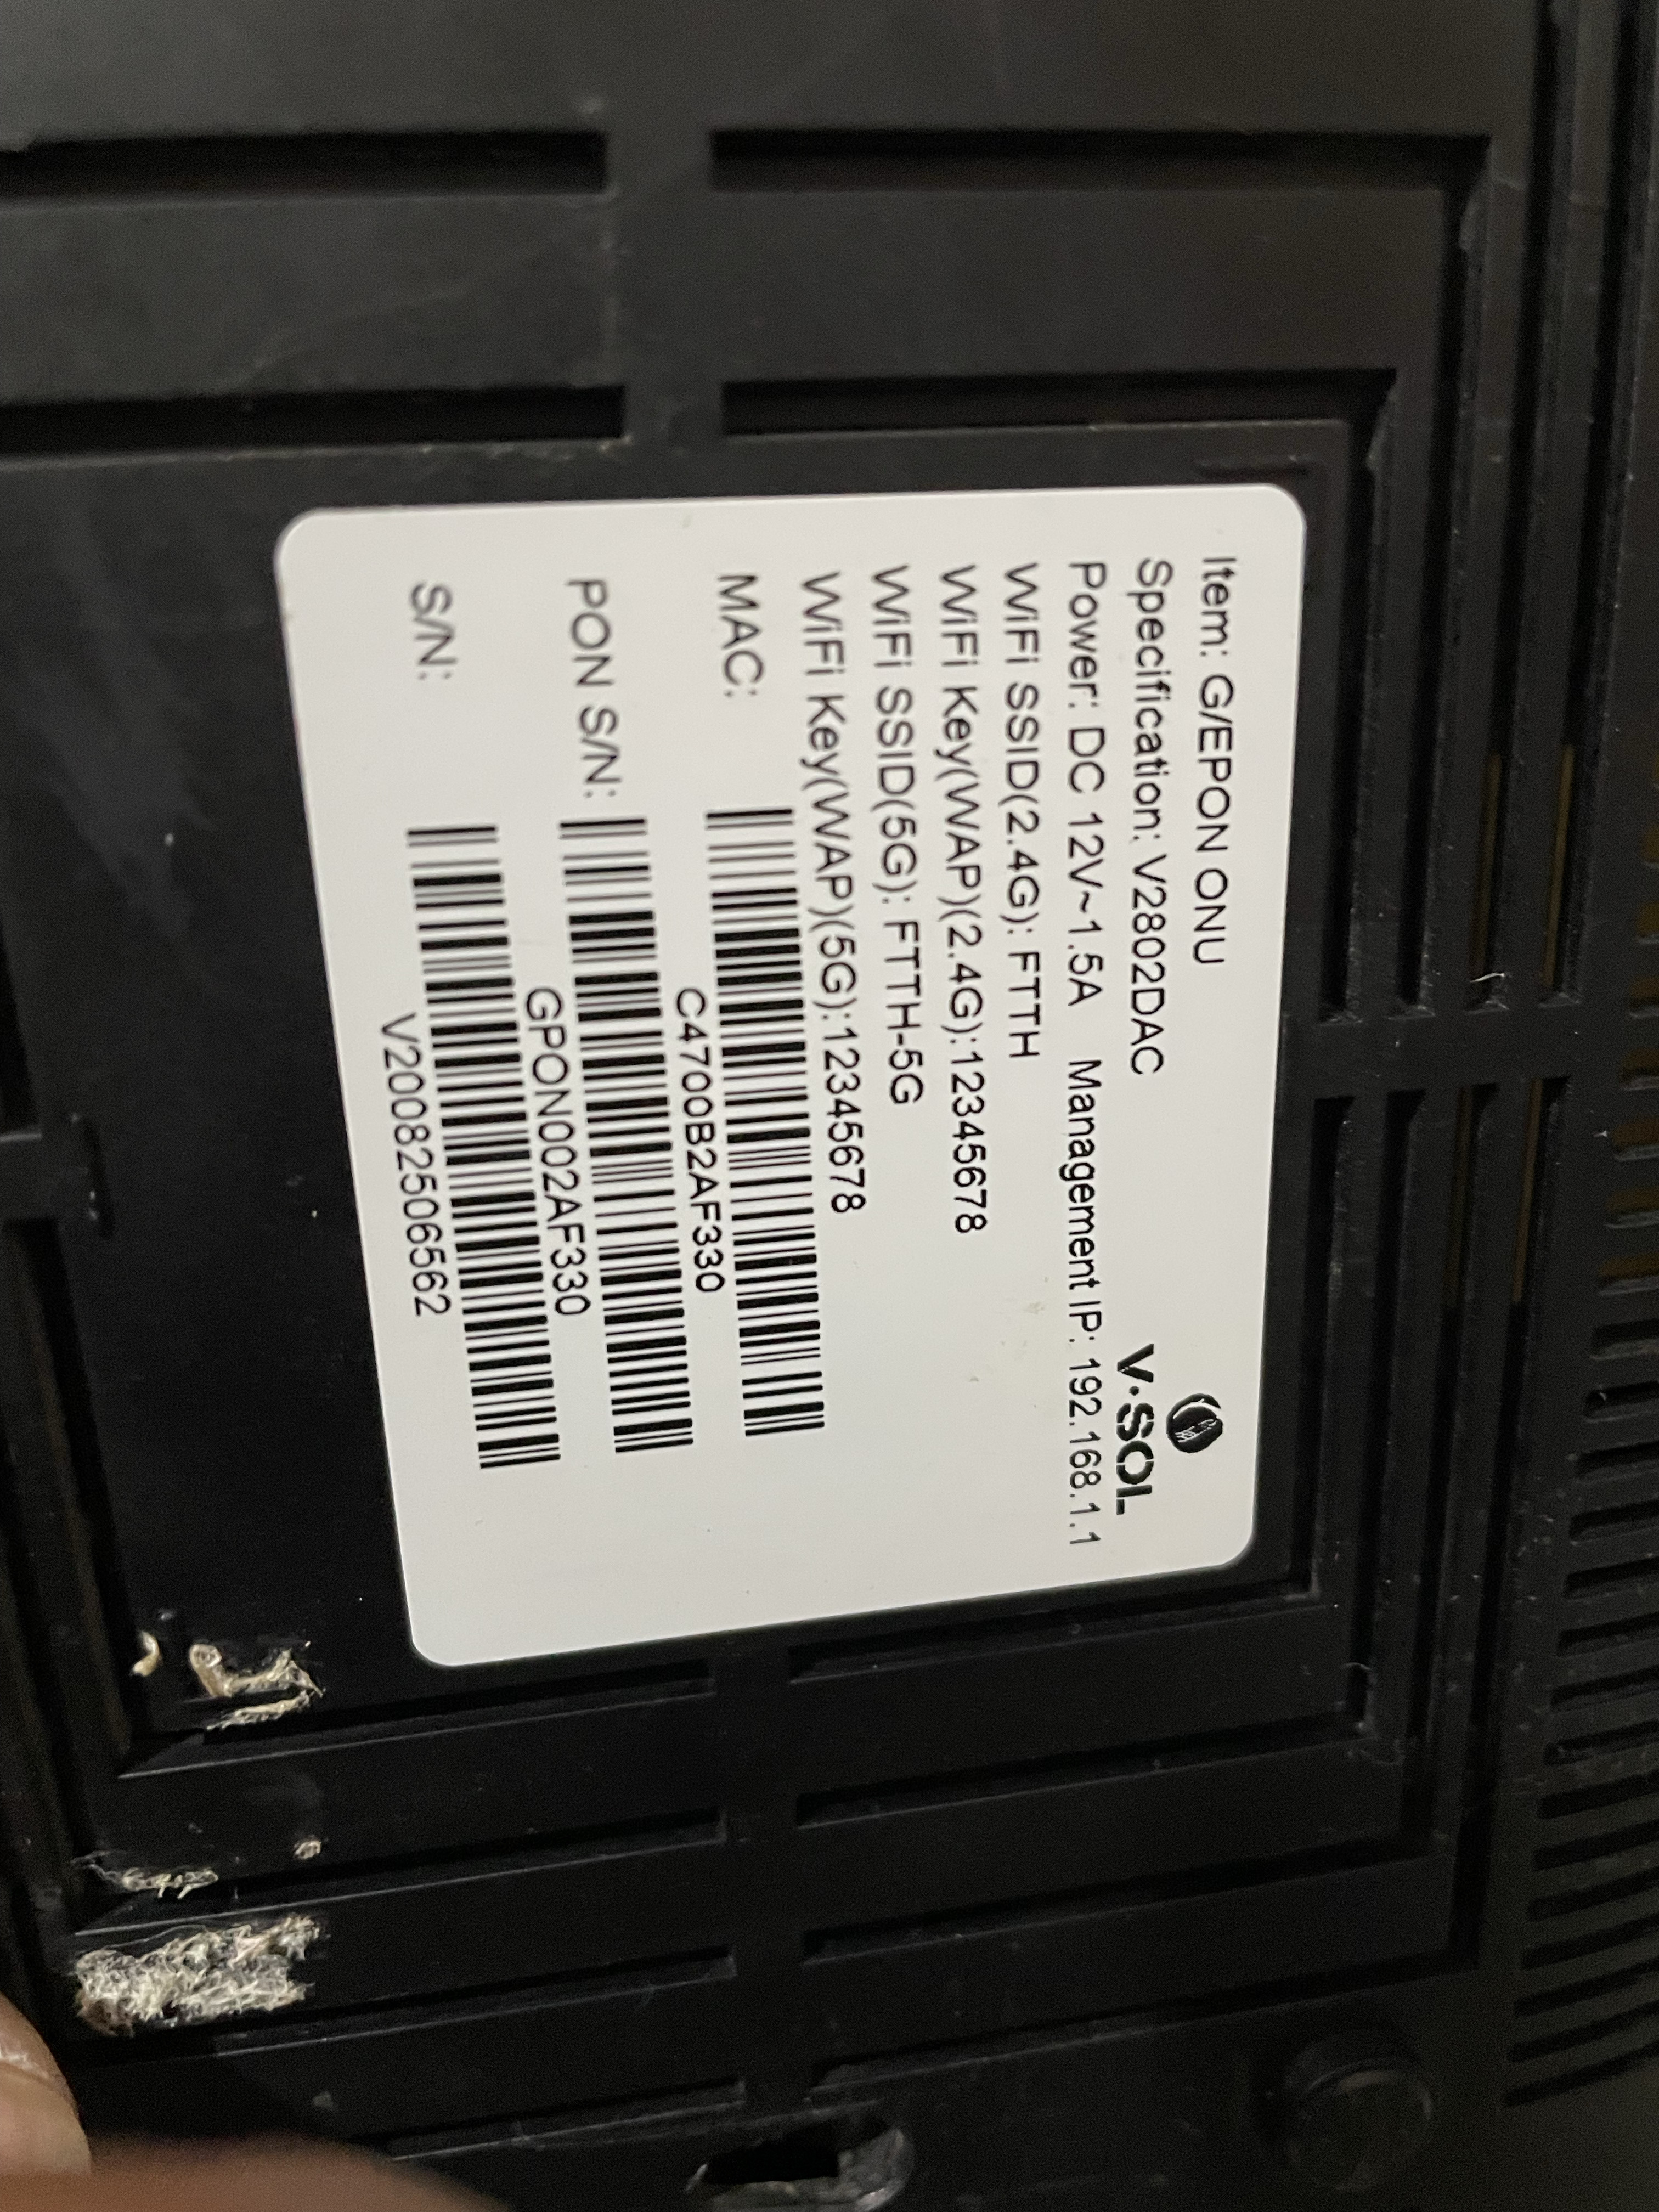 V·SOL
Item: G/EPON ONU
Specification: V2802DAC
Power: DC 12V~1.5A Management IP: 192.168.1.1
WiFi SSID(2.4G): FTTH
WiFi Key(WAP)(2.4G):12345678
WiFi SSID(5G): FTTH-5G
WiFi Key(WAP)(5G):12345678
MAC:
C4700B2AF330
PON S/N:
GPON002AF330
S/N:
V20082506562